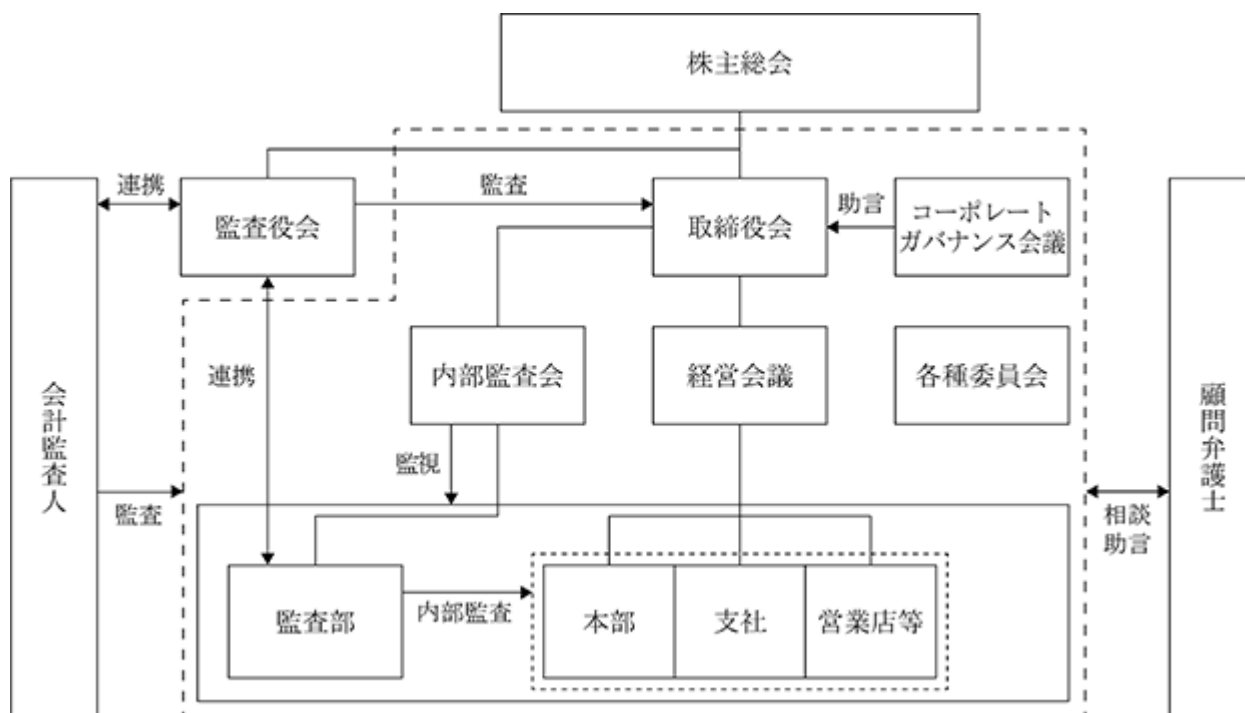 株主総会
連携
監査役会
監査
取締役会
助言
コーポレート
ガバナンス会議
連携
内部監査会
経営会議
各種委員会
会計監査人
顧問弁護士
監視
監査
相談
助言
監査部
内部監査
本部
支社
営業店等